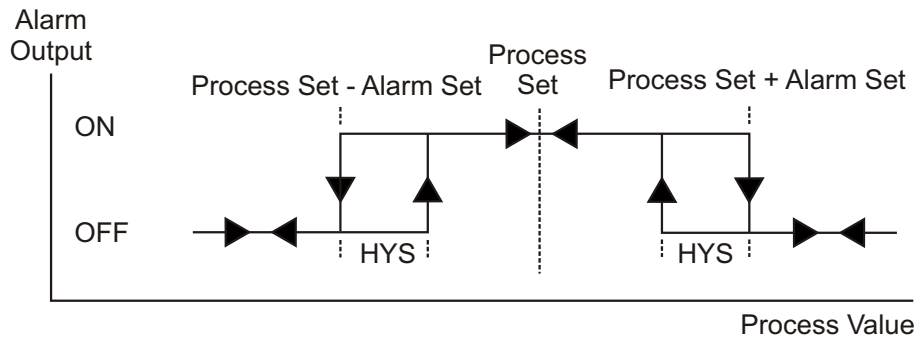 Alarm
Output
Process
Set
Process Set - Alarm Set
Process Set + Alarm Set
ON
OFF
HYS
HYS
Process Value